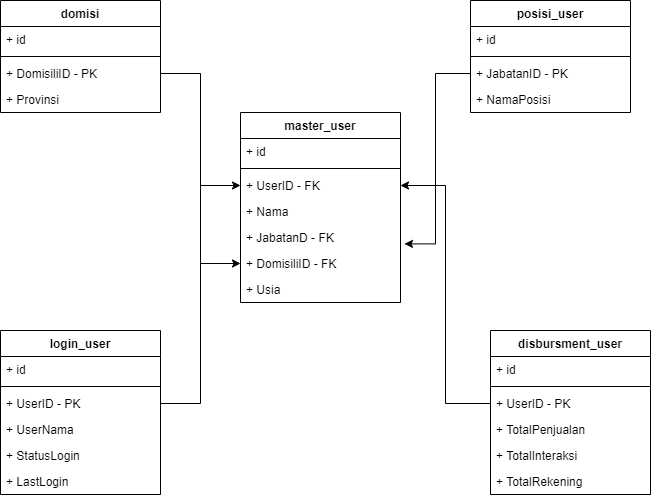 domisi
+ id
+ DomisiliID - PK
+ Provinsi
posisi_user
+ id
+ JabatanID - PK
+ NamaPosisi
master_user
+ id
+ UserID - FK
+ Nama
+ JabatanD - FK
+ DomisiliID - FK
+ Usia
login_user
+ id
+ UserID - PK
+ UserNama
+ StatusLogin
+ LastLogin
disbursment_user
+ id
+ UserID - PK
+ TotalPenjualan
+ TotalInteraksi
+ TotalRekening